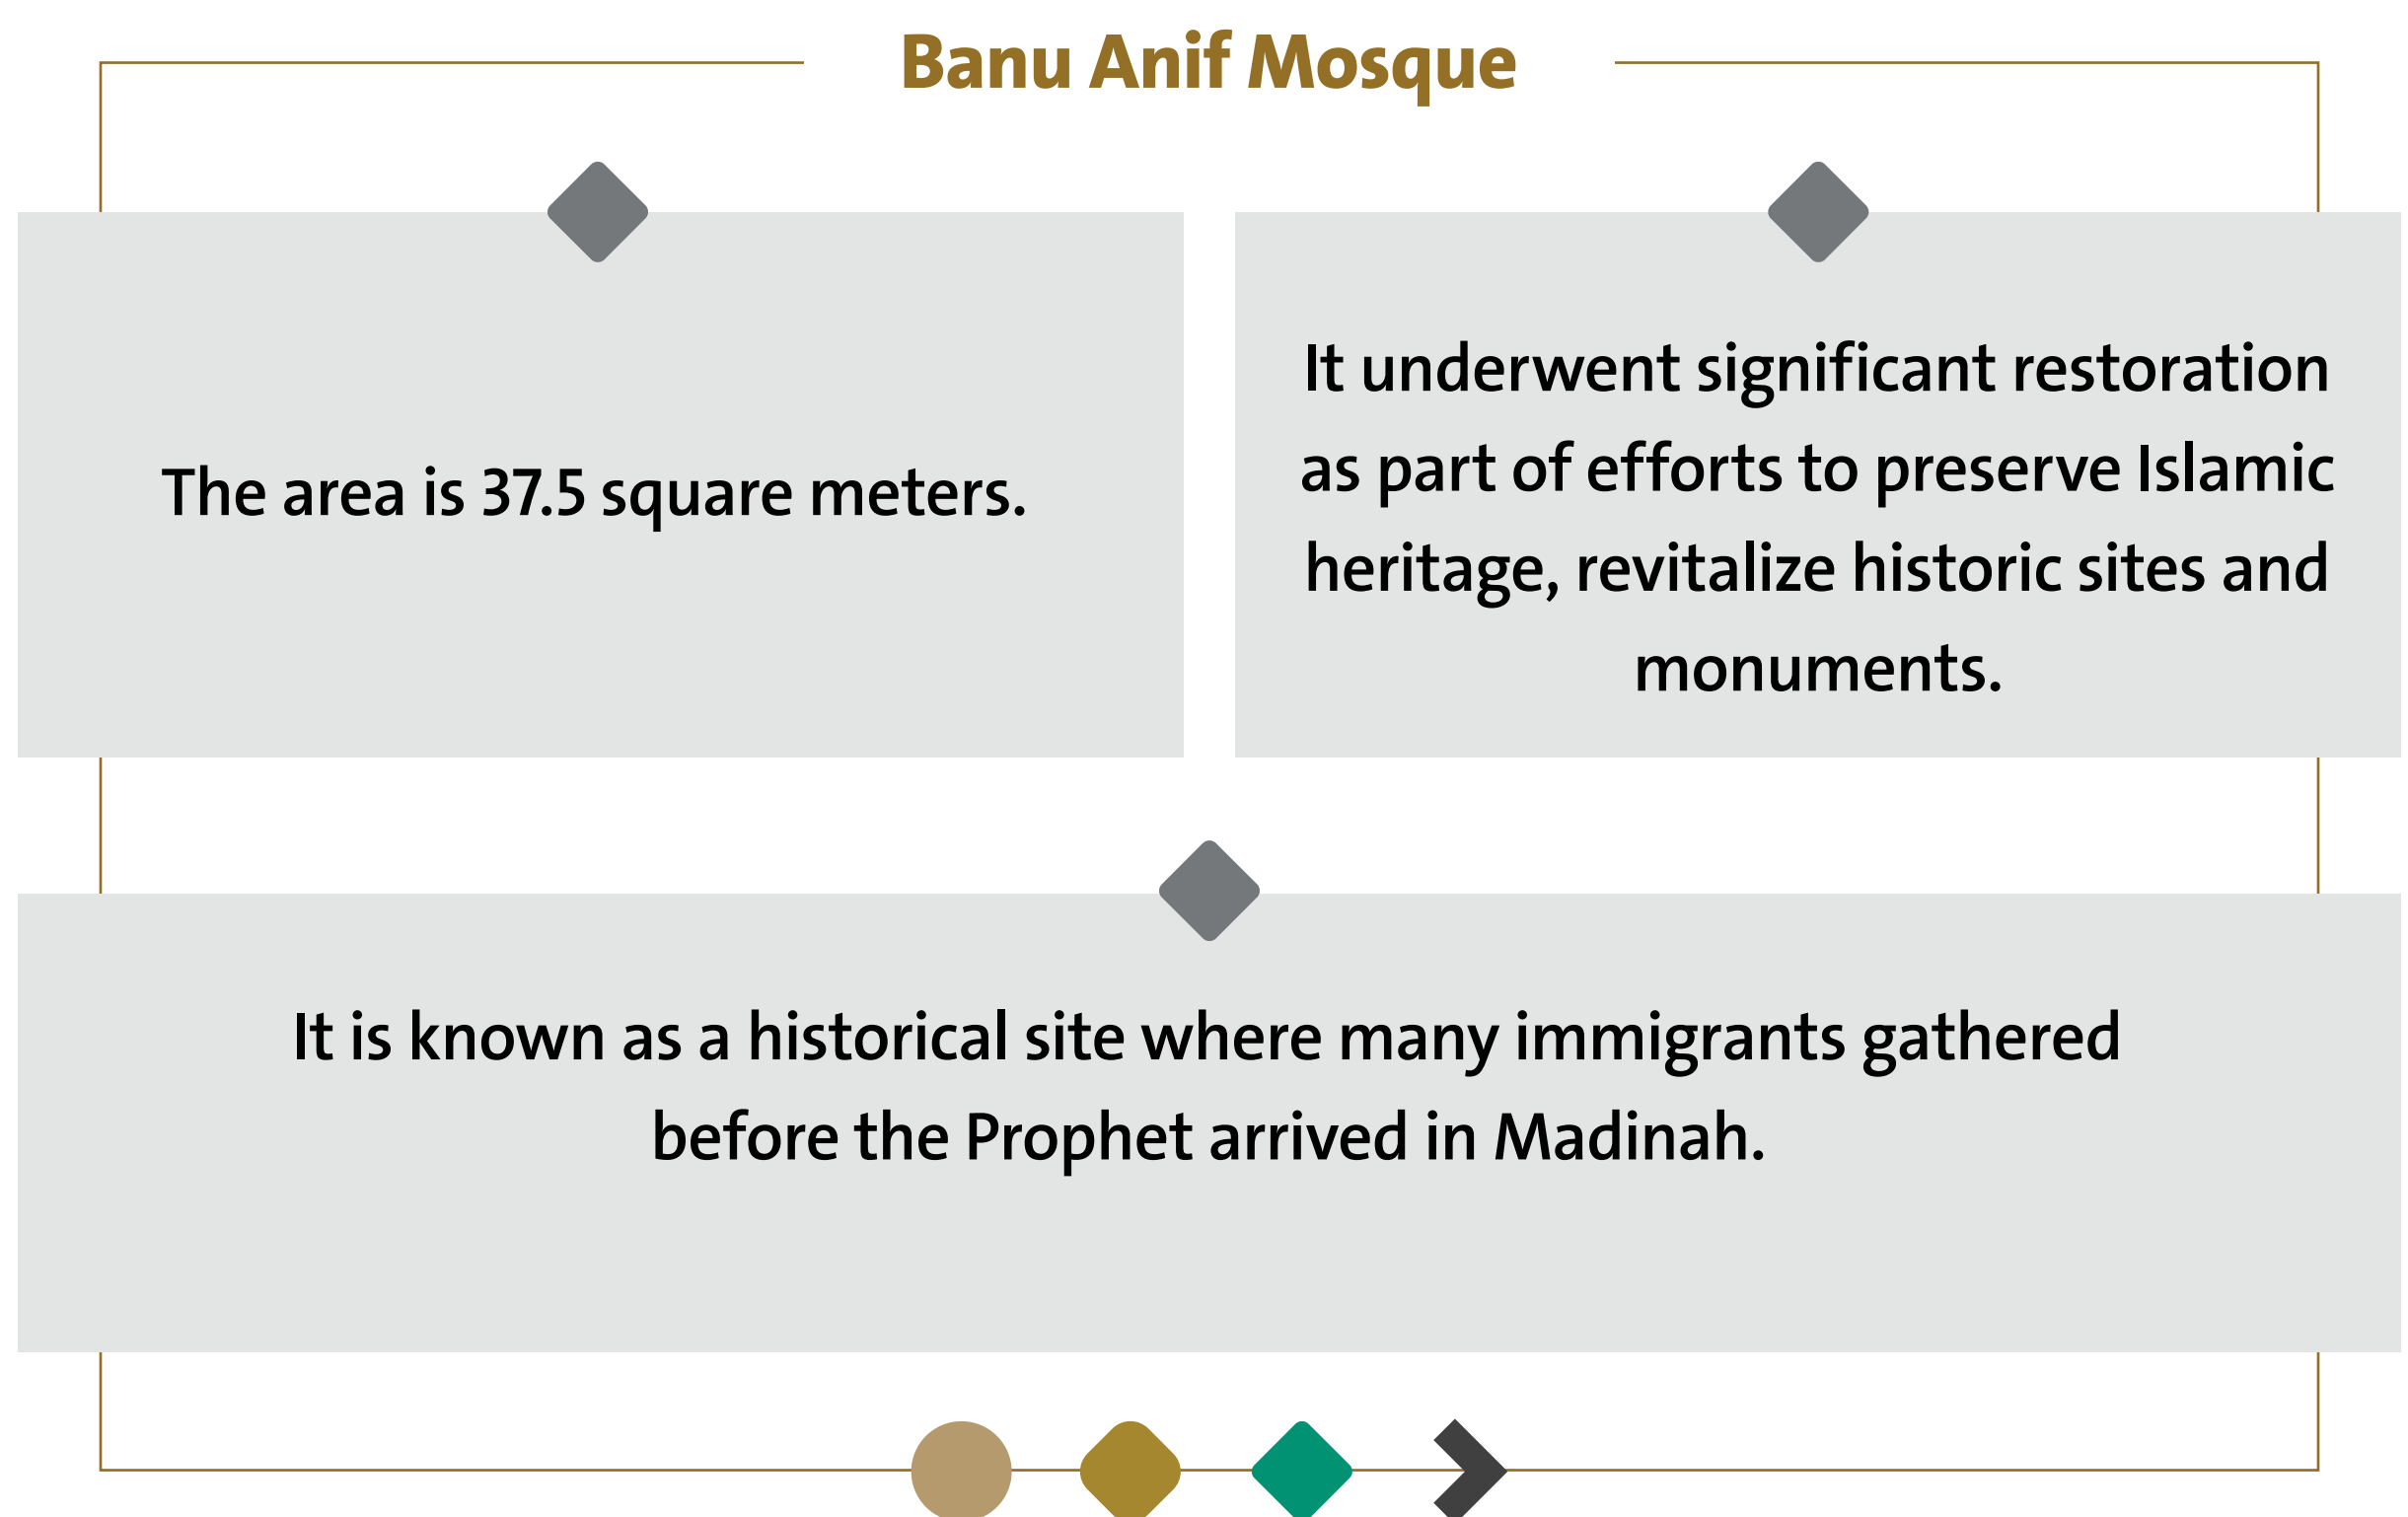 Banu Anif Mosque
The area is 37.5 square meters.
It underwent significant restoration
as part of efforts to preserve Islamic
heritage, revitalize historic sites and
monuments.
It is known as a historical site where many immigrants gathered
before the Prophet arrived in Madinah.